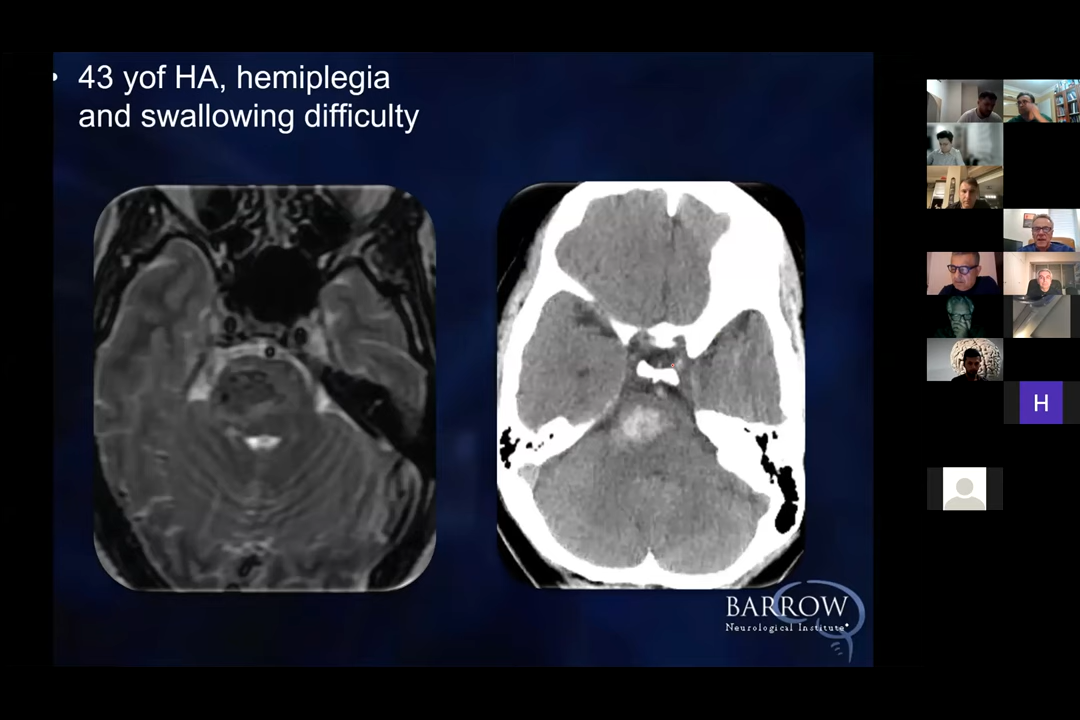 • 43 yof HA, hemiplegia
and swallowing difficulty
BARROW
Neurological Institute®
H